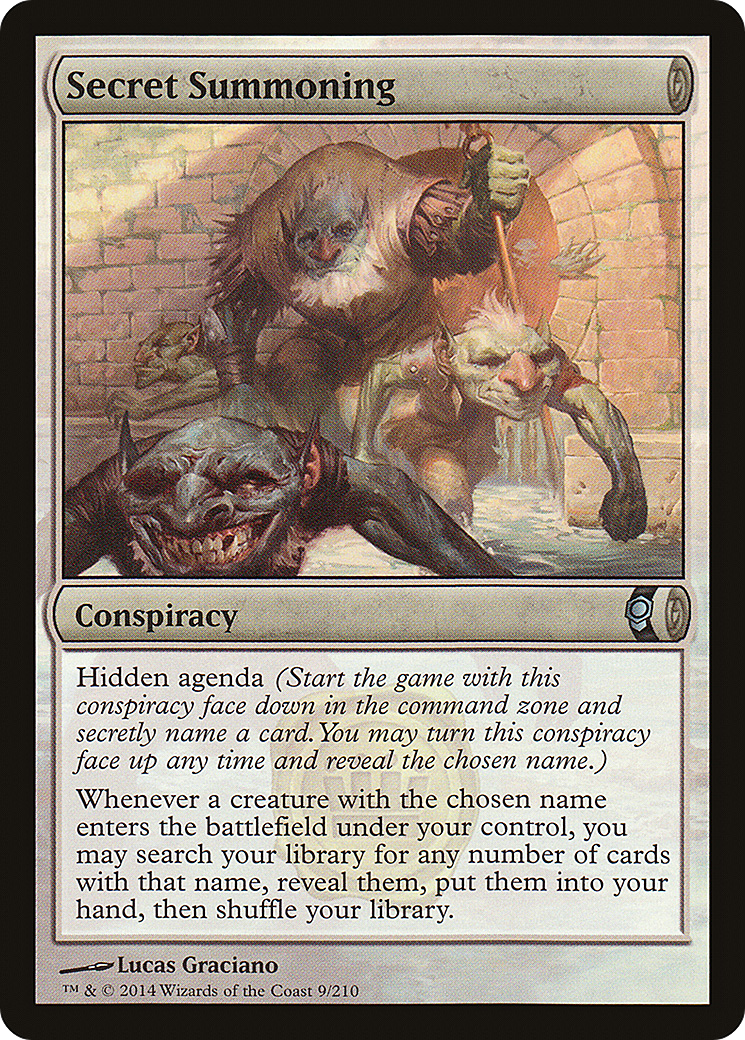 Secret Summoning
Conspiracy
Hidden agenda (Start the game with this
conspiracy face down in the command zone and
secretly name a card. You may turn this conspiracy
face up any time and reveal the chosen name.)
Whenever a creature with the chosen name
enters the battlefield under your control, you
may search your library for any number of cards
with that name, reveal them, put them into your
hand, then shuffle your library.
Lucas Graciano
™ & © 2014 Wizards of the Coast 9/210